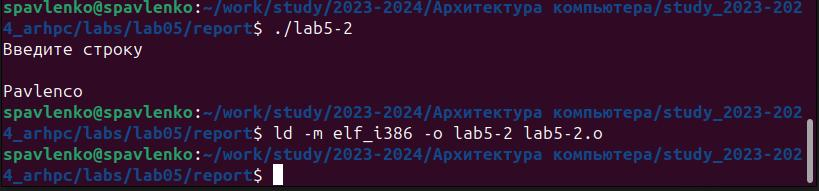 spavlenko@spavlenko:~/work/study/2023-2024/Архитектура компьютера/study_2023-202
4_arhpc/labs/lab05/report$ ./lab5-2
Введите строку
Pavlenco
spavlenko@spavlenko:~/work/study/2023-2024/Архитектура компьютера/study_2023-202
4_arhpc/labs/lab05/report$ ld -m elf_i386 -o lab5-2 lab5-2.o
spavlenko@spavlenko:~/work/study/2023-2024/Архитектура компьютера/study_2023-202
4_arhpc/labs/lab05/report$